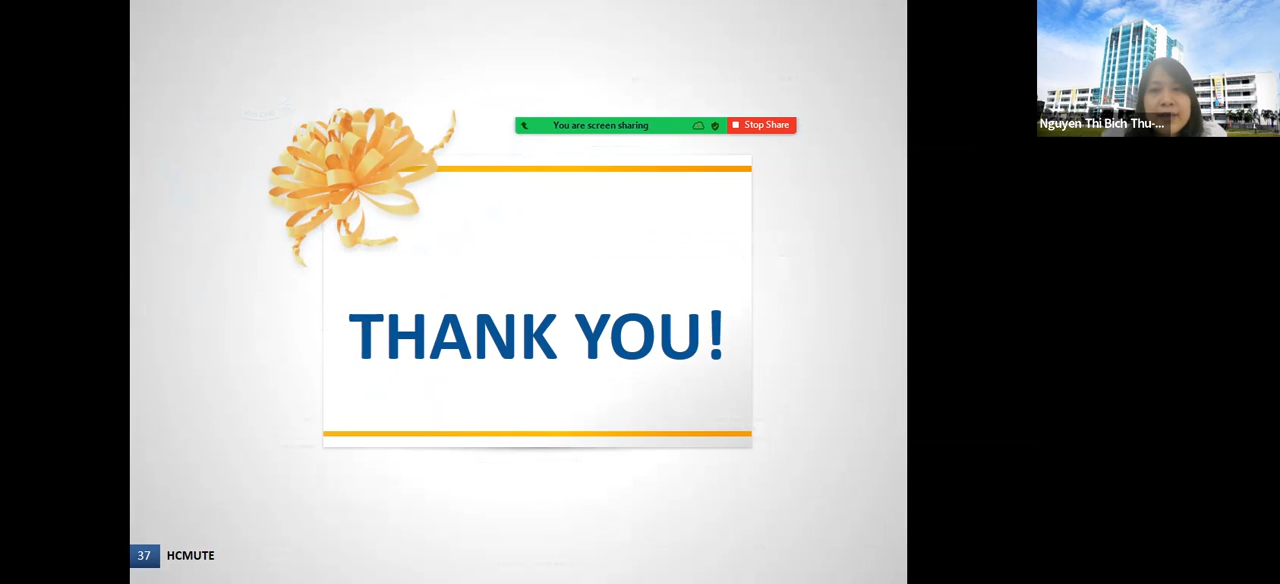 You are screen sharing
Stop Share
Nguyen Thi Bich Thu-...
THANK YOU!
37 HCMUTE